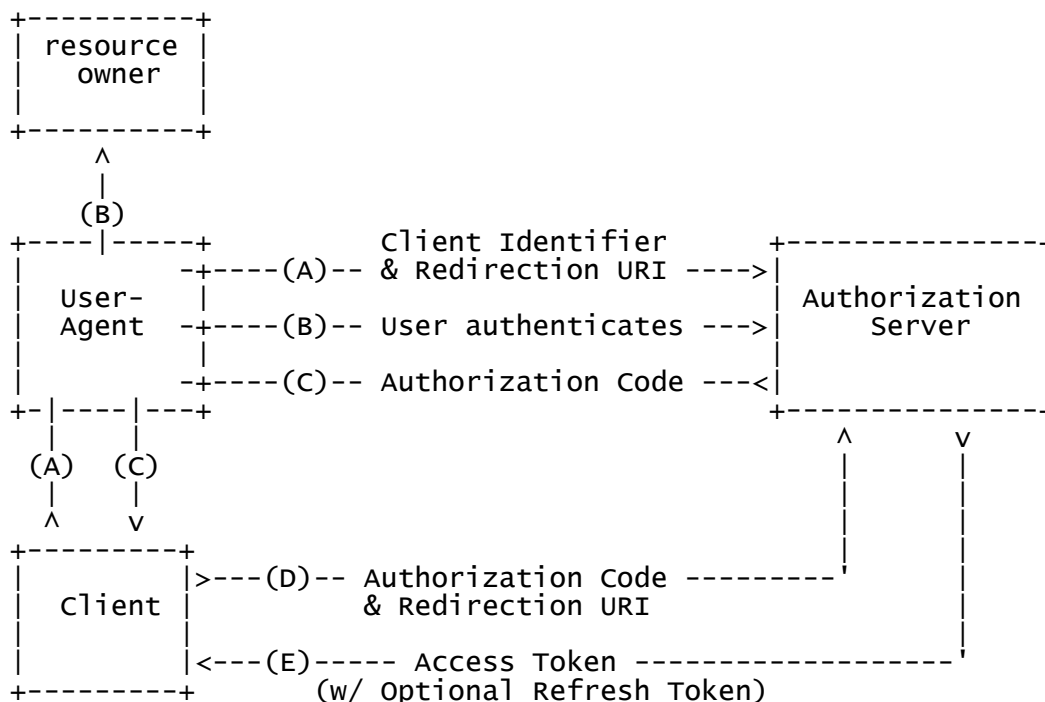 resource
owner
(B)
Client Identifier
(A) & Redirection URI
User-
Agent
(B) User authenticates
(C) Authorization Code
Authorization
Server
(A) (C)
Client
(D) Authorization Code
& Redirection URI
(E) Access Token
(w/ Optional Refresh Token)